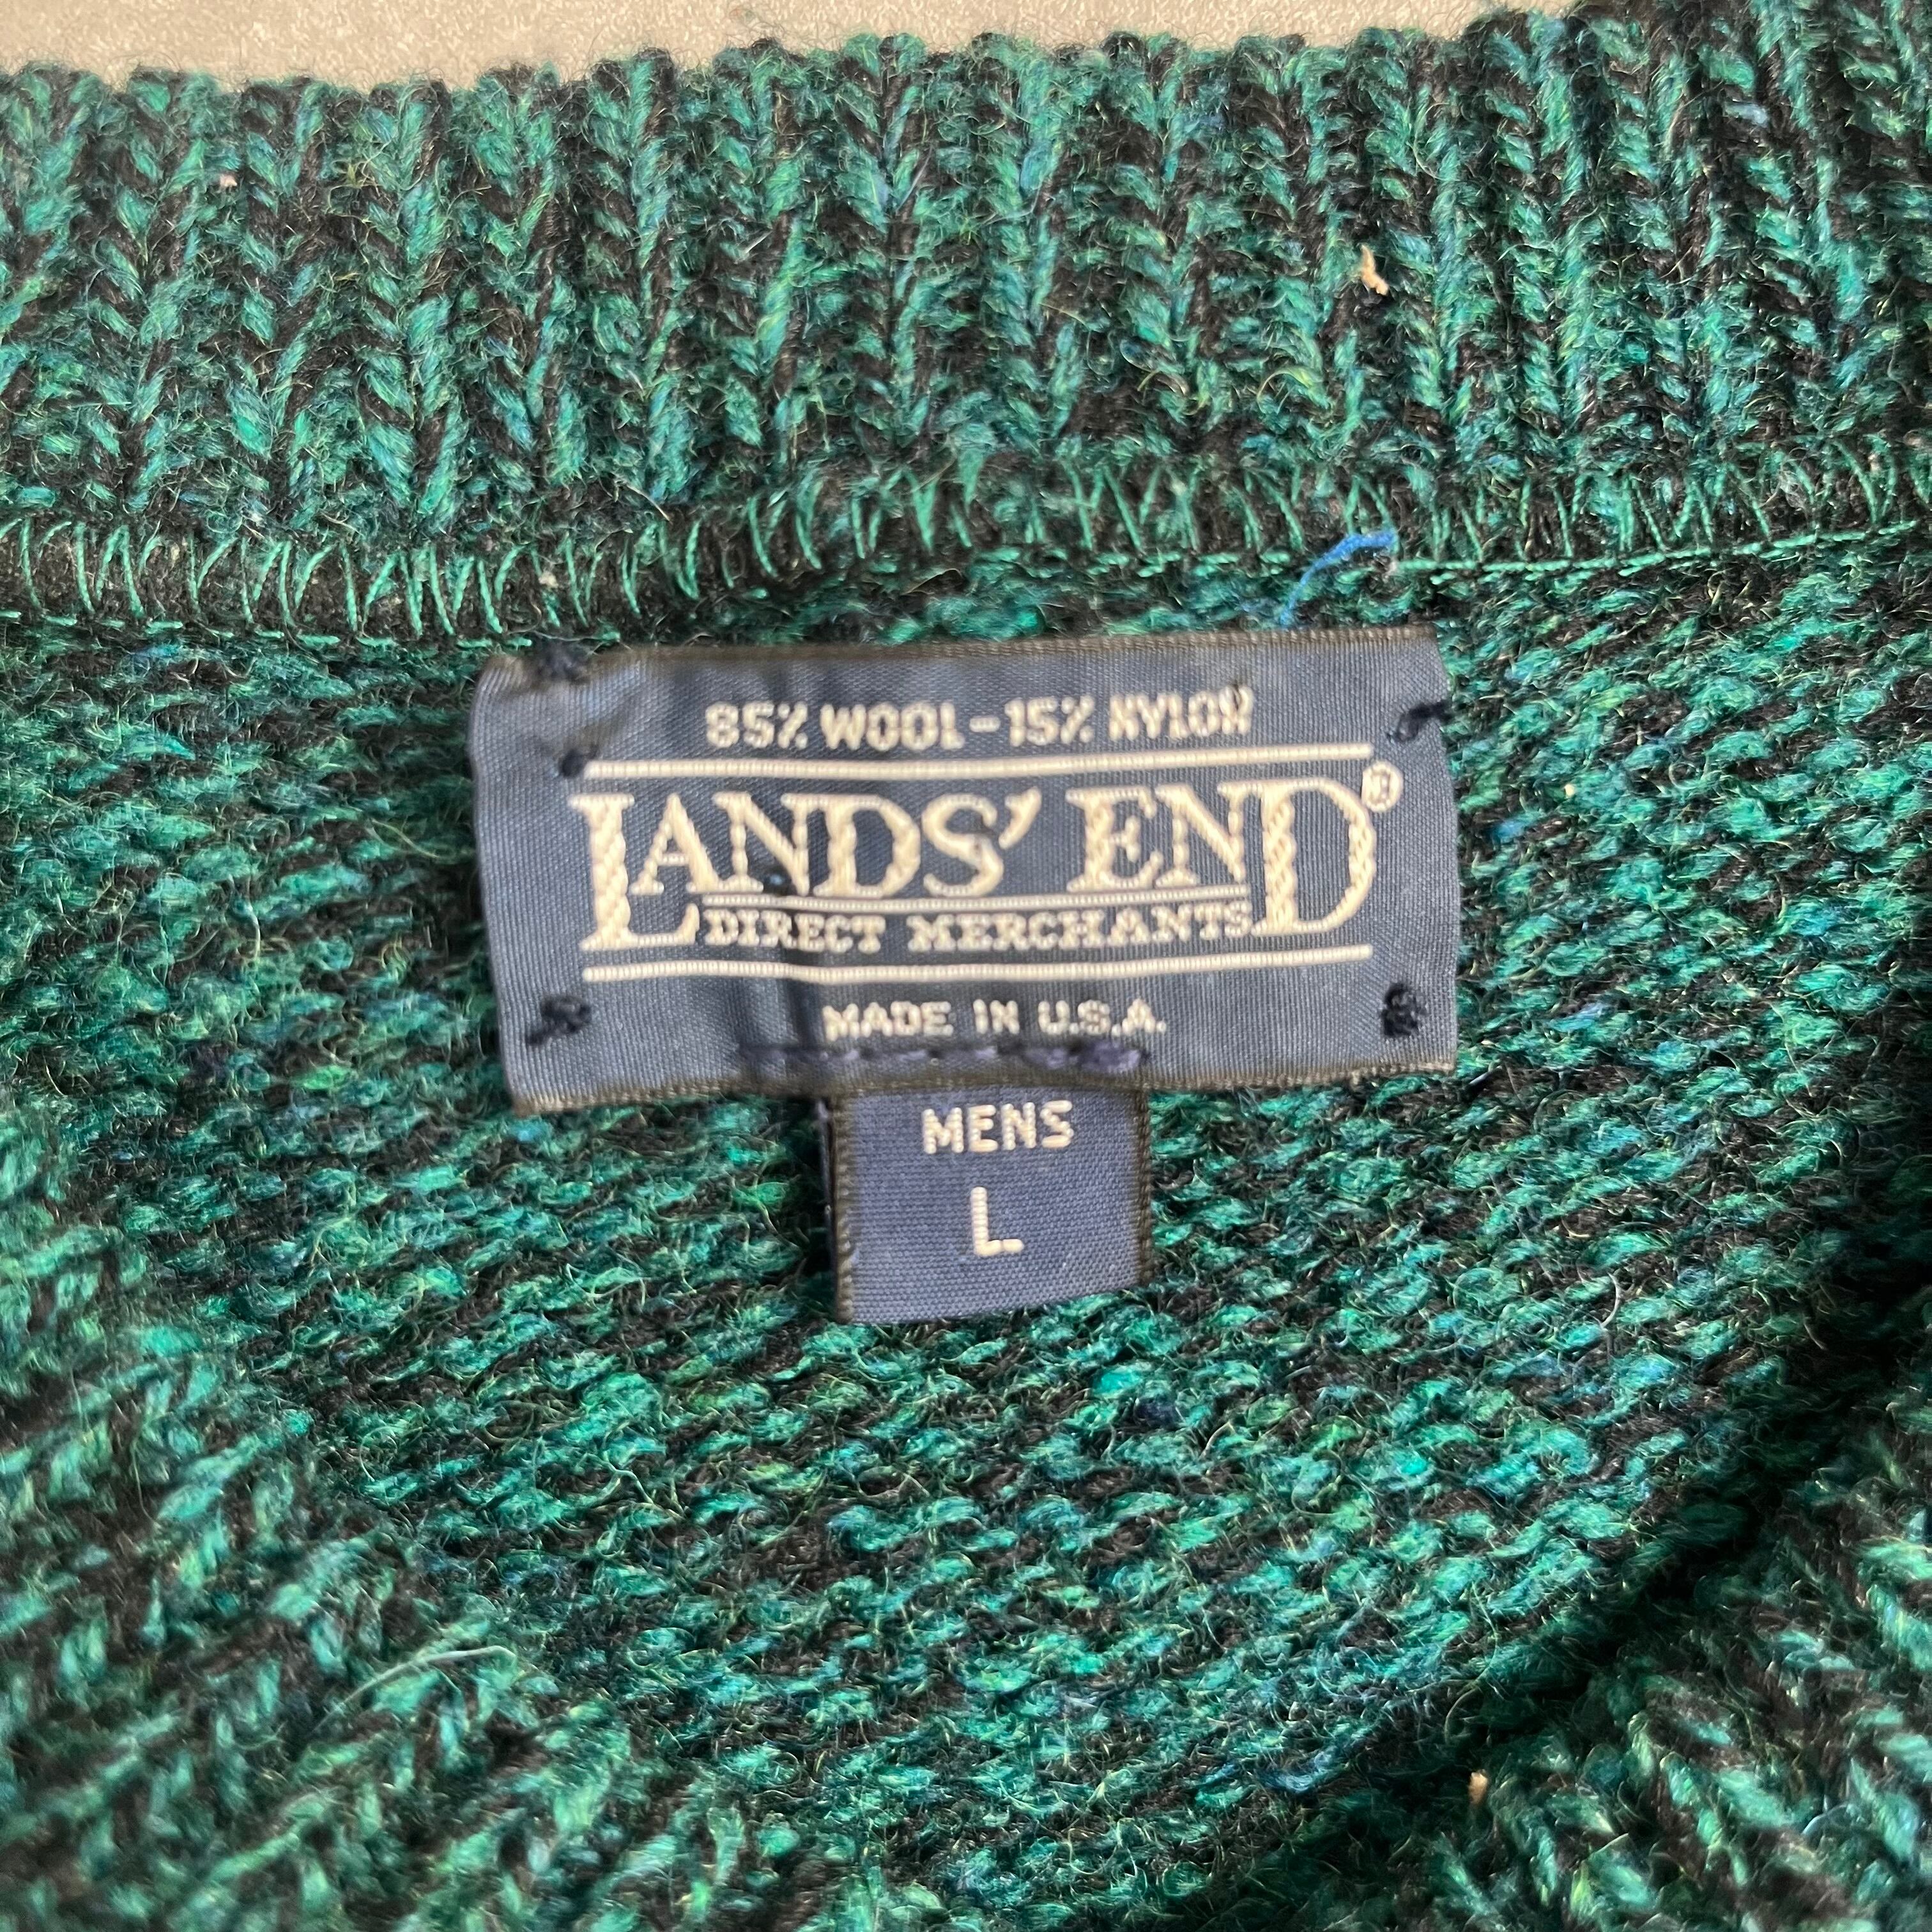 85% WOOL-15% NYLON
LANDS' END®
DIRECT MERCHANTS
MADE IN U.S.A.
MENS
L